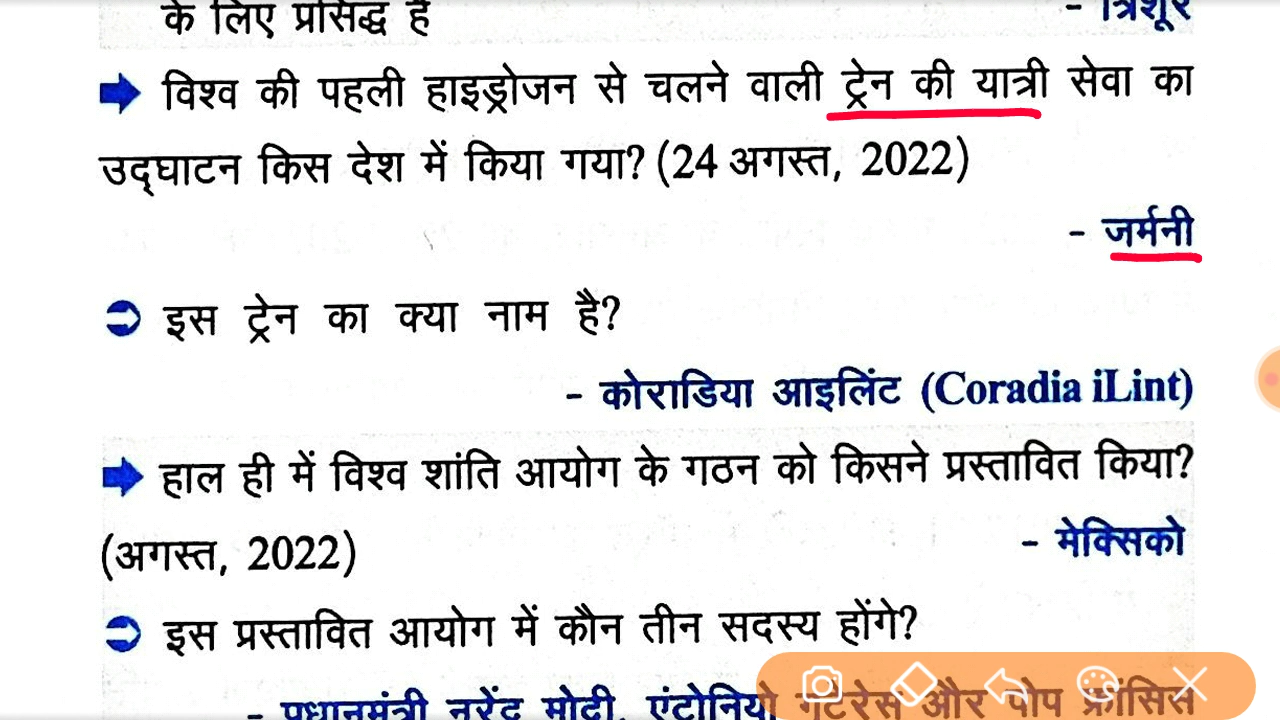 के लिए प्रसिद्ध है
- त्रिशूर
विश्व की पहली हाइड्रोजन से चलने वाली ट्रेन की यात्री सेवा का
उद्घाटन किस देश में किया गया? (24 अगस्त, 2022)
- जर्मनी
इस ट्रेन का क्या नाम है?
- कोराडिया आइलिंट (Coradia iLint)
हाल ही में विश्व शांति आयोग के गठन को किसने प्रस्तावित किया?
(अगस्त, 2022)
- मेक्सिको
इस प्रस्तावित आयोग में कौन तीन सदस्य होंगे?
- प्रधानमंत्री नरेंद्र मोदी, एंटोनियो गुटेरेस और पोप फ्रांसिस